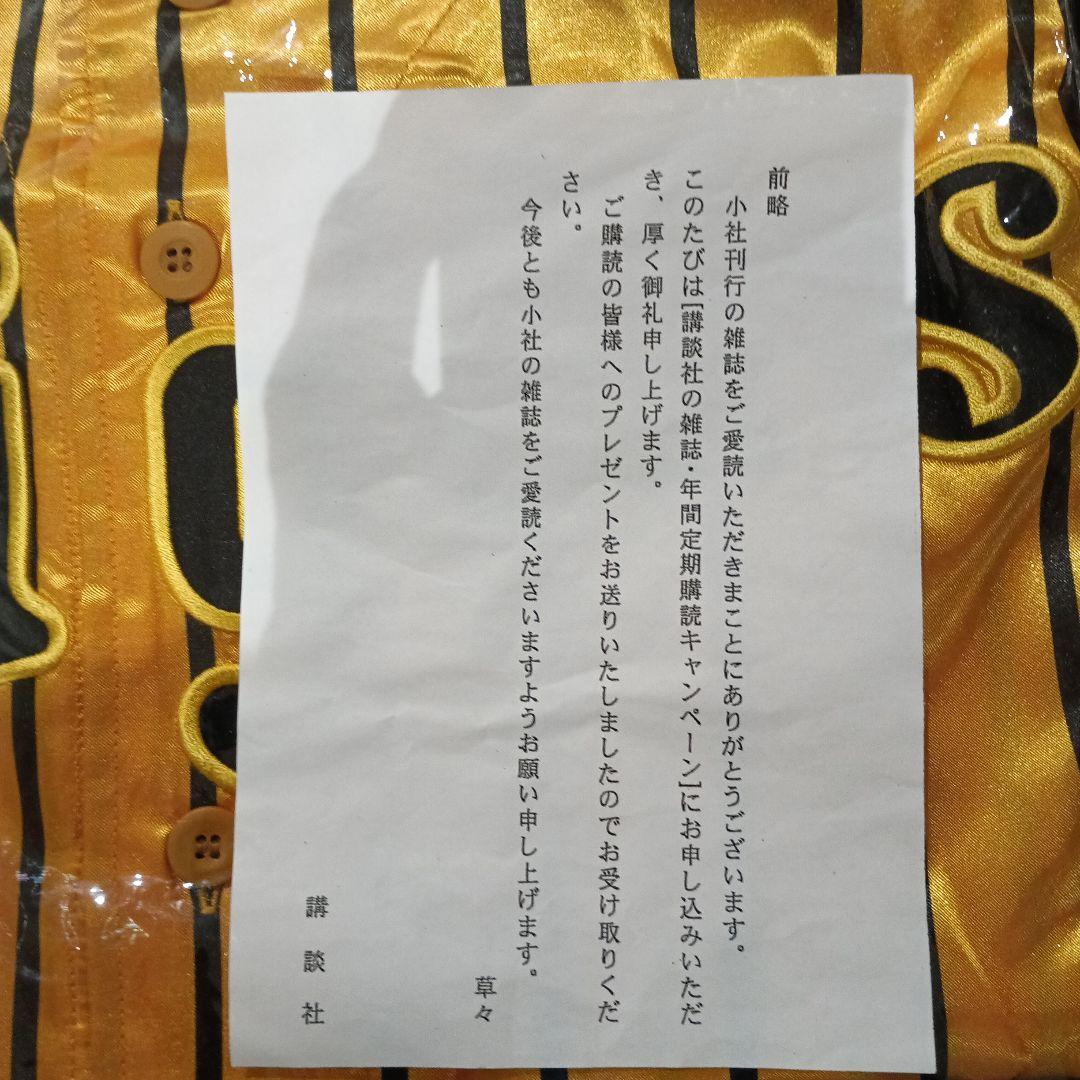 前略
小社刊行の雑誌をご愛読いただきまことにありがとうございます。
このたびは[講談社の雑誌・年間定期購読キャンペーン]にお申し込みいただ
き、厚く御礼申し上げます。
ご購読の皆様へのプレゼントをお送りいたしましたのでお受け取りくだ
さい。
今後とも小社の雑誌をご愛読くださいますようお願い申し上げます。
草々
講談社